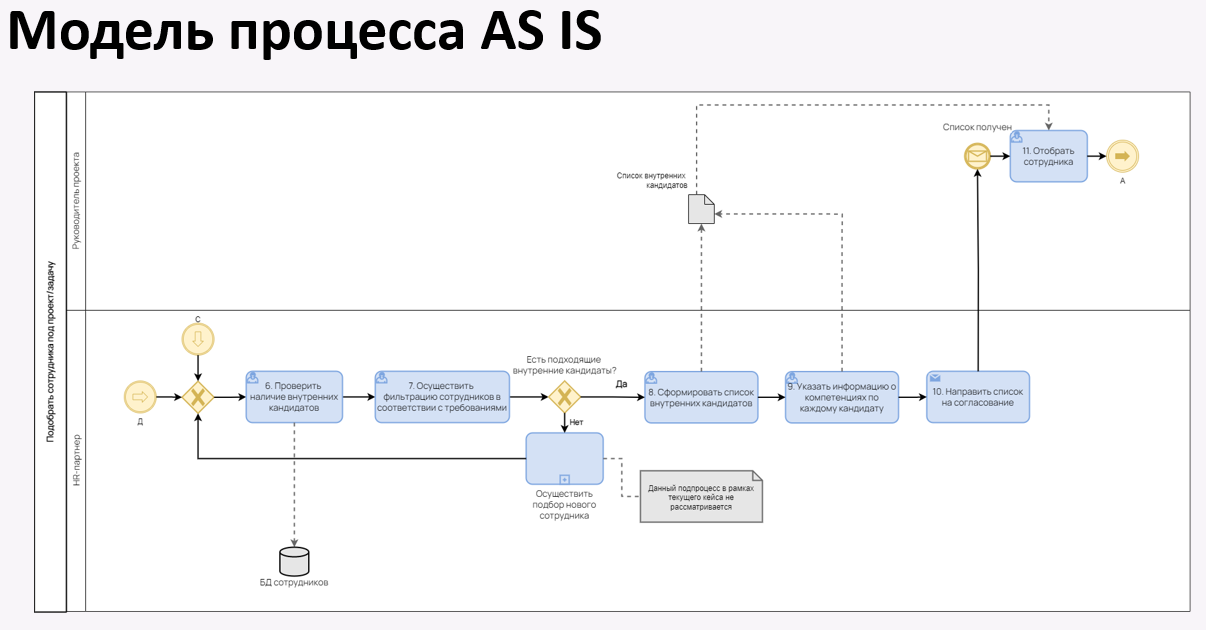 Модель процесса AS IS
Подобрать сотрудника под проект/задачу
Руководитель проекта
Список получен
11. Отобрать
сотрудника
А
Список внутренних
кандидатов
HR-партнер
С
Д
6. Проверить
наличие внутренних
кандидатов
7. Осуществить
фильтрацию сотрудников в
соответствии с требованиями
Есть подходящие
внутренние кандидаты?
Да
Нет
8. Сформировать список
внутренних кандидатов
9. Указать информацию о
компетенциях по
каждому кандидату
10. Направить список
на согласование
Осуществить
подбор нового
сотрудника
Данный подпроцесс в рамках
текущего кейса не
рассматривается
БД сотрудников